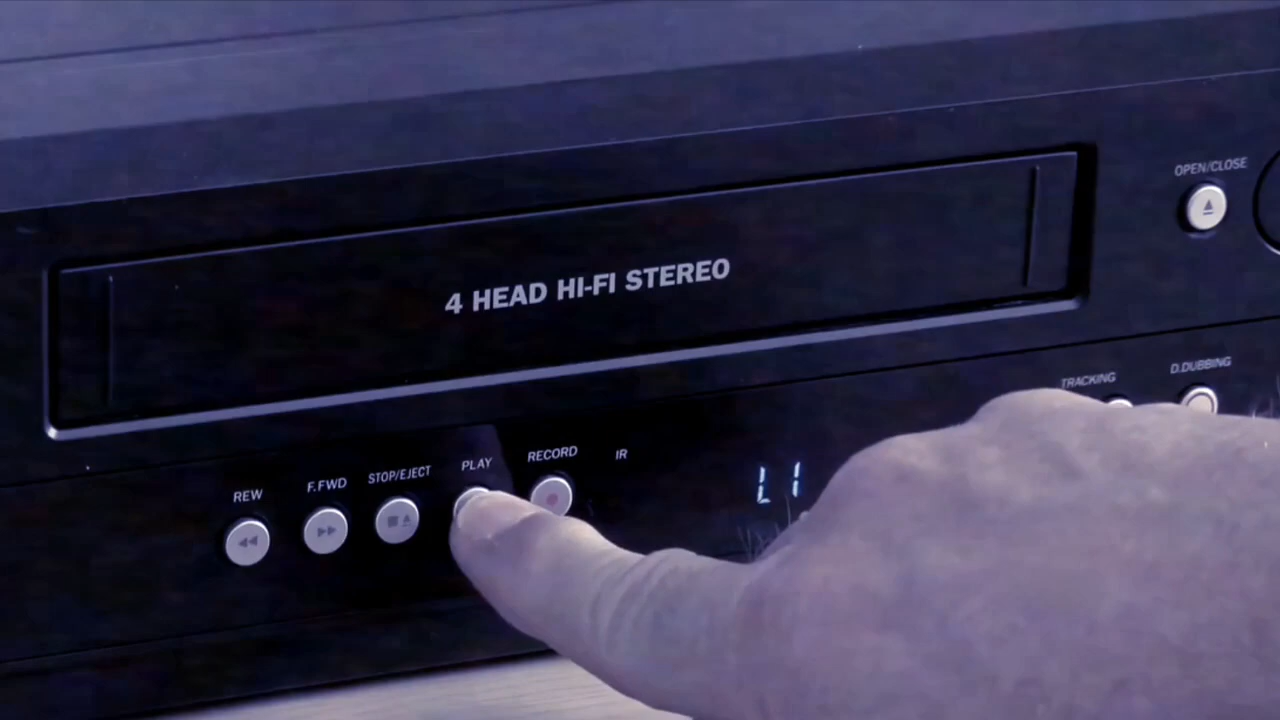 OPEN/CLOSE
4 HEAD HI-FI STEREO
TRACKING
D.DUBBING
REW
F.FWD
STOP/EJECT
PLAY
RECORD
IR
L1